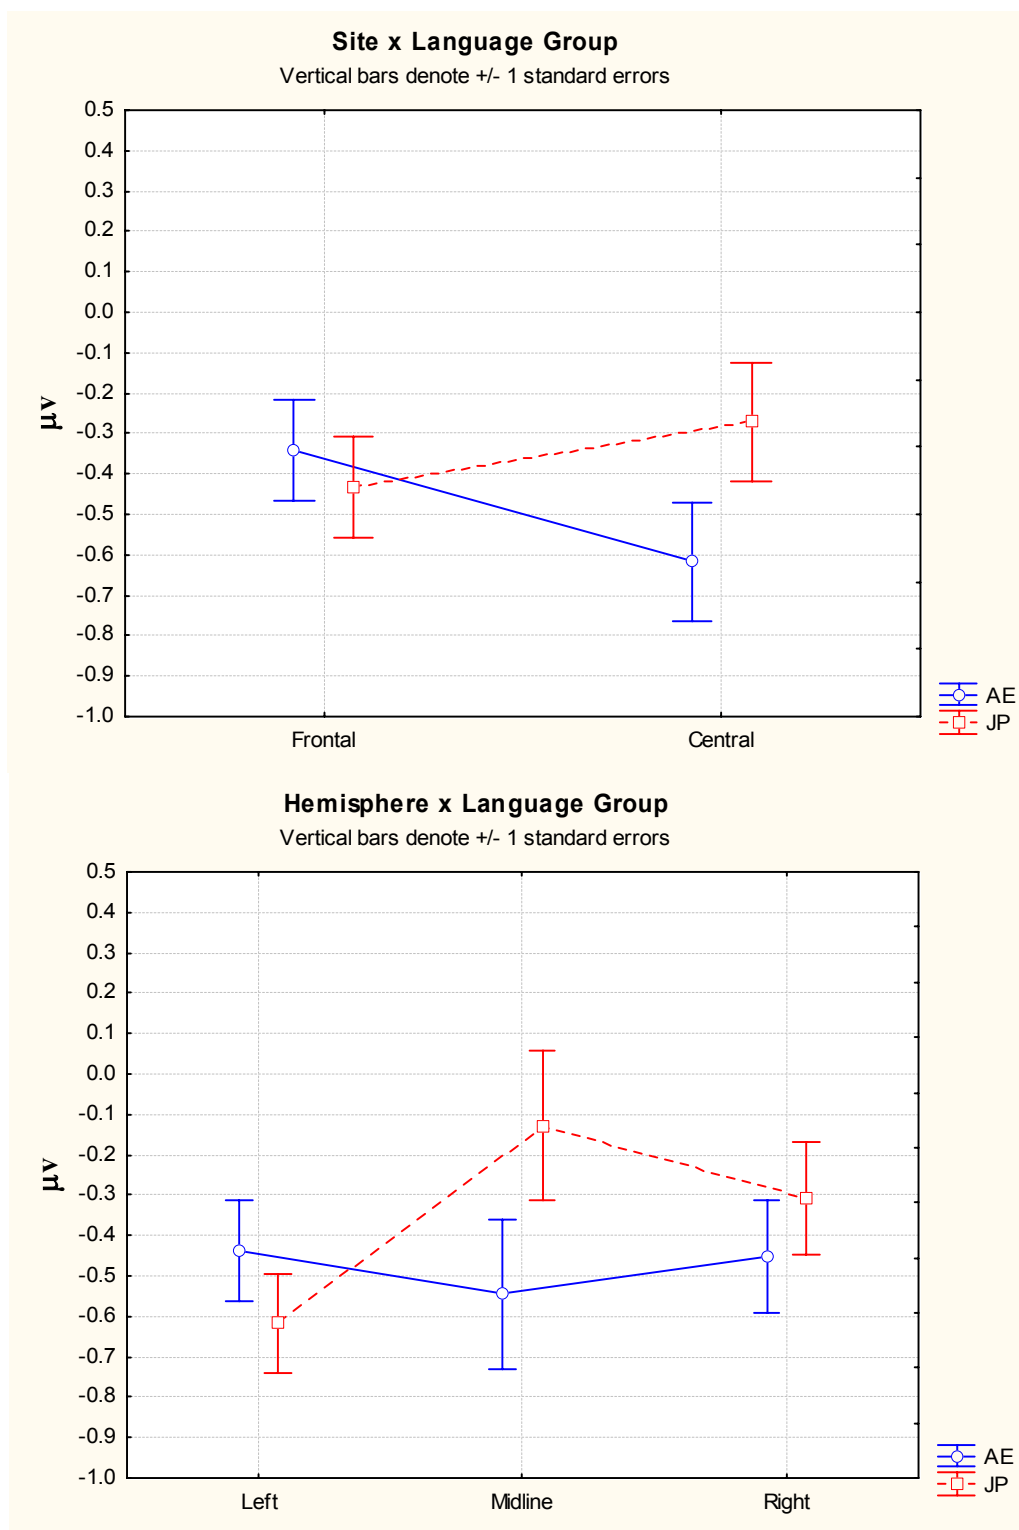 Site x Language Group
Vertical bars denote +/- 1 standard errors
0.5
0.4
0.3
0.2
0.1
0.0
-0.1
-0.2
-0.3
-0.4
-0.5
-0.6
-0.7
-0.8
-0.9
-1.0
μv
Frontal Central
AE
JP
Hemisphere x Language Group
Vertical bars denote +/- 1 standard errors
0.5
0.4
0.3
0.2
0.1
0.0
-0.1
-0.2
-0.3
-0.4
-0.5
-0.6
-0.7
-0.8
-0.9
-1.0
μv
Left Midline Right
AE
JP